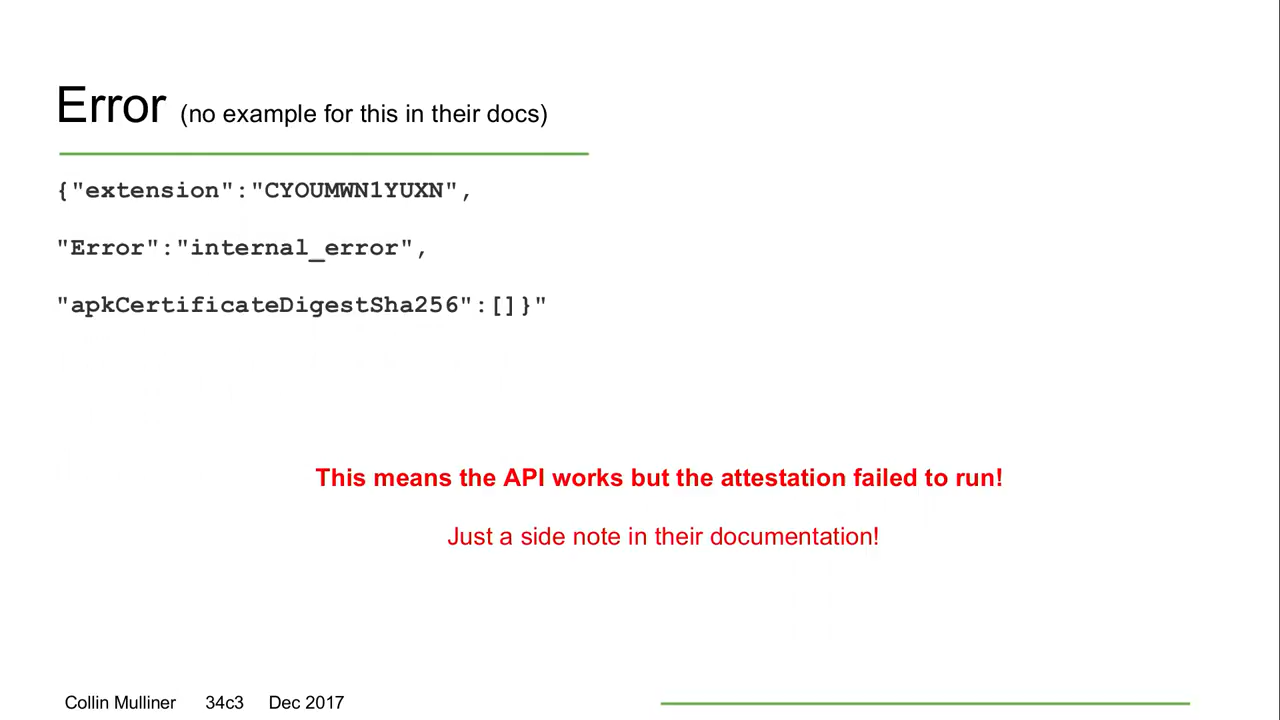 Error (no example for this in their docs)
{"extension":"CYOUMWN1YUXN",
"Error":"internal_error",
"apkCertificateDigestSha256":[]}"
This means the API works but the attestation failed to run!
Just a side note in their documentation!
Collin Mulliner 34c3 Dec 2017